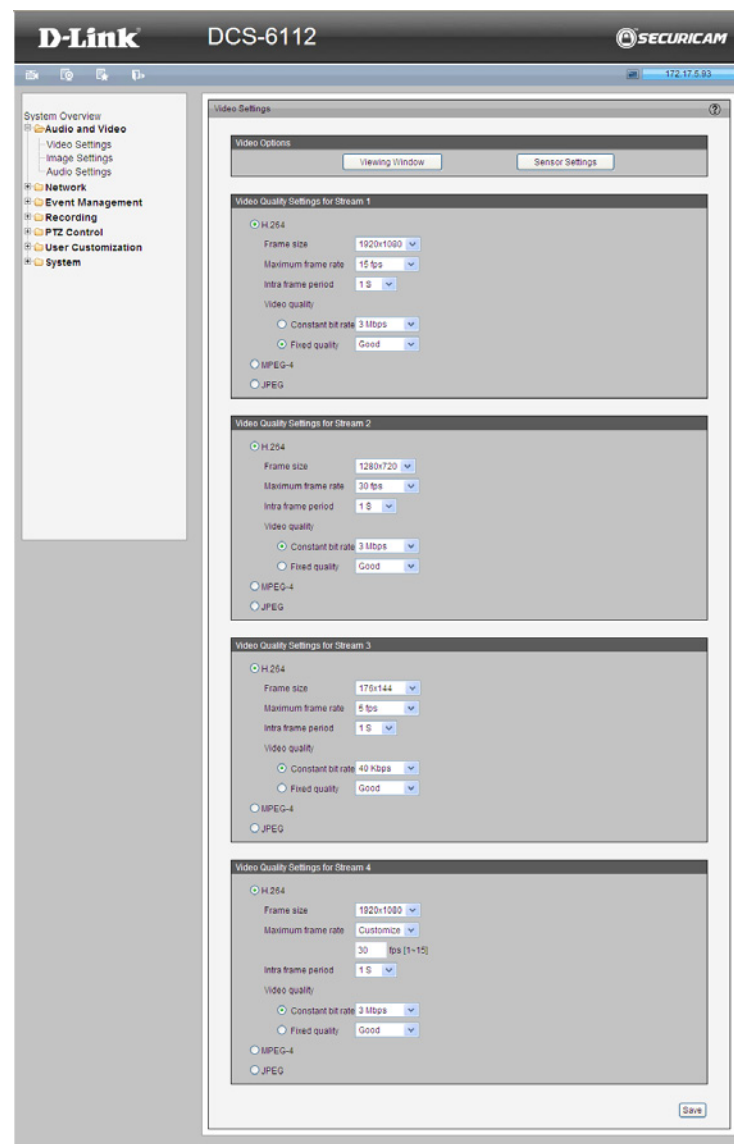 D-Link
DCS-6112
SECURICAM
172.17.5.93
System Overview
Audio and Video
Video Settings
Image Settings
Audio Settings
Network
Event Management
Recording
PTZ Control
User Customization
System
Video Settings
?
Video Options
Viewing Window Sensor Settings
Video Quality Settings for Stream 1
H.264
Frame size 1920x1080
Maximum frame rate 15 fps
Intra frame period 1 S
Video quality
Constant bit rate 3 Mbps
Fixed quality Good
MPEG-4
JPEG
Video Quality Settings for Stream 2
H.264
Frame size 1280x720
Maximum frame rate 30 fps
Intra frame period 1 S
Video quality
Constant bit rate 3 Mbps
Fixed quality Good
MPEG-4
JPEG
Video Quality Settings for Stream 3
H.264
Frame size 176x144
Maximum frame rate 5 fps
Intra frame period 1 S
Video quality
Constant bit rate 40 Kbps
Fixed quality Good
MPEG-4
JPEG
Video Quality Settings for Stream 4
H.264
Frame size 1920x1080
Maximum frame rate Customize
30 fps [1~15]
Intra frame period 1 S
Video quality
Constant bit rate 3 Mbps
Fixed quality Good
MPEG-4
JPEG
Save